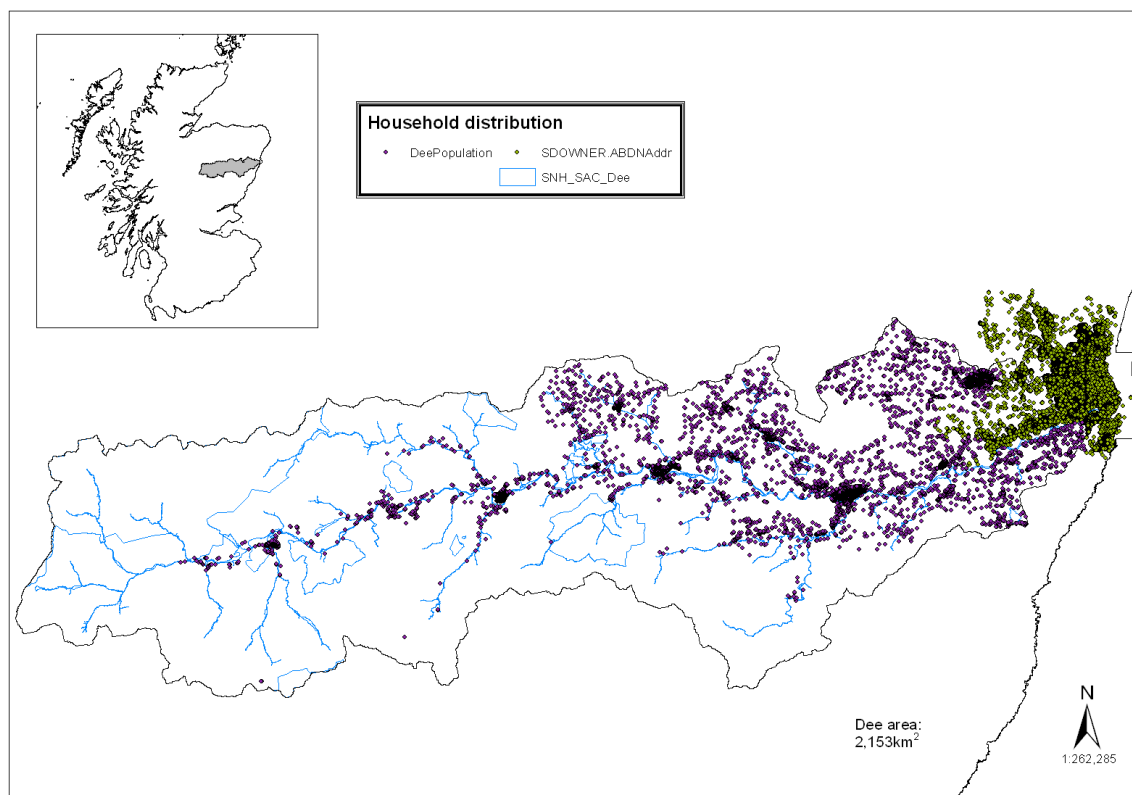 Household distribution
DeePopulation
SDOWNER.ABDNAddr
SNH_SAC_Dee
Dee area:
2,153km²
N
1:262,285